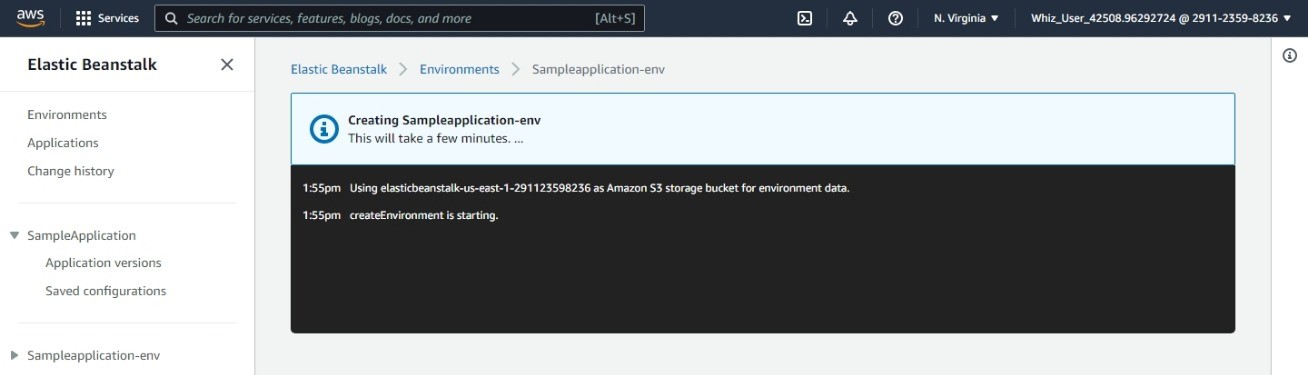 aws
Services
Search for services, features, blogs, docs, and more [Alt+S]
N. Virginia
Whiz_User_42508.96292724 @ 2911-2359-8236
Elastic Beanstalk
Environments
Applications
Change history
SampleApplication
Application versions
Saved configurations
Sampleapplication-env
Elastic Beanstalk > Environments > Sampleapplication-env
Creating Sampleapplication-env
This will take a few minutes. ...
1:55pm Using elasticbeanstalk-us-east-1-291123598236 as Amazon S3 storage bucket for environment data.
1:55pm createEnvironment is starting.